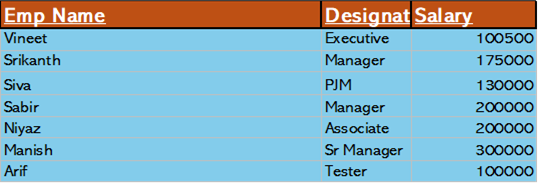 Emp Name Designat Salary
Vineet Executive 100500
Srikanth Manager 175000
Siva PJM 130000
Sabir Manager 200000
Niyaz Associate 200000
Manish Sr Manager 300000
Arif Tester 100000